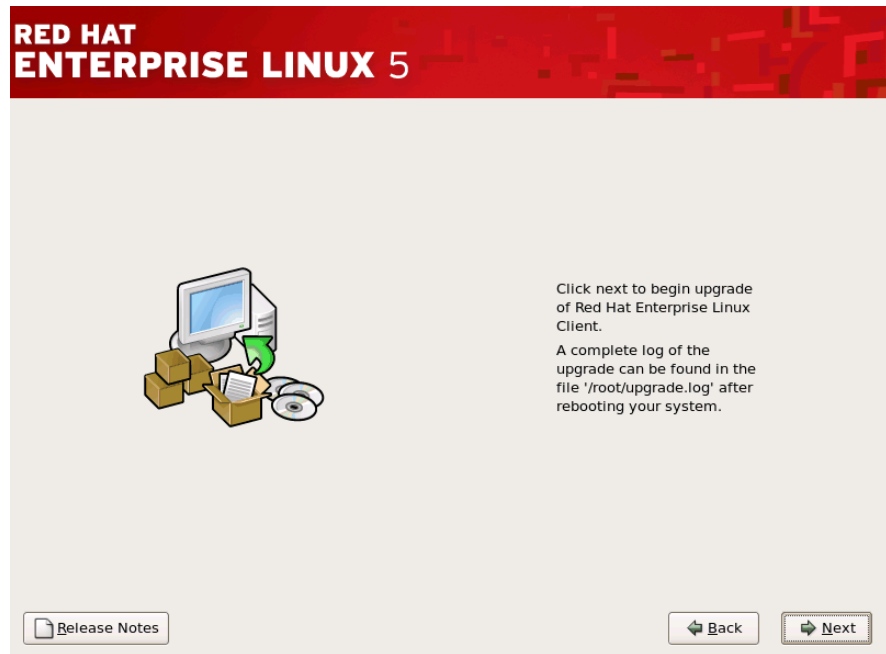 RED HAT
ENTERPRISE LINUX 5
Click next to begin upgrade
of Red Hat Enterprise Linux
Client.
A complete log of the
upgrade can be found in the
file '/root/upgrade.log' after
rebooting your system.
Release Notes
Back
Next